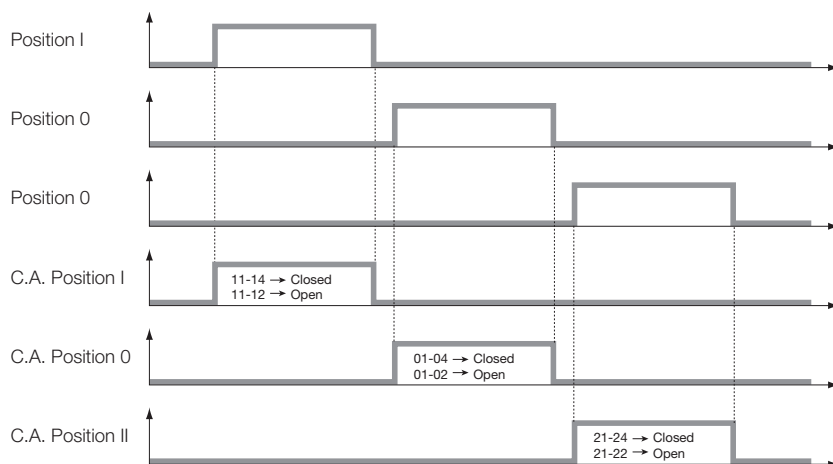 Position I
Position 0
Position 0
C.A. Position I
11-14 → Closed
11-12 → Open
C.A. Position 0
01-04 → Closed
01-02 → Open
C.A. Position II
21-24 → Closed
21-22 → Open